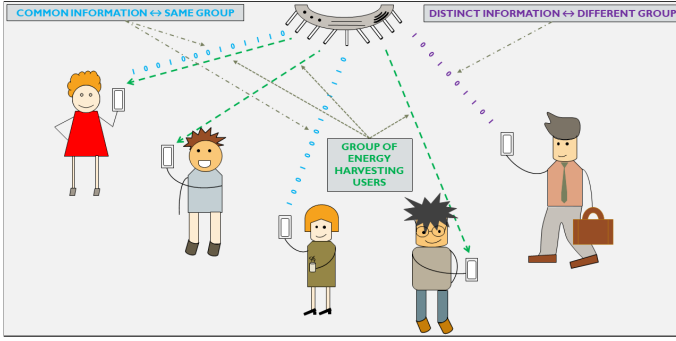 COMMON INFORMATION ↔ SAME GROUP
DISTINCT INFORMATION ↔ DIFFERENT GROUP
GROUP OF
ENERGY
HARVESTING
USERS